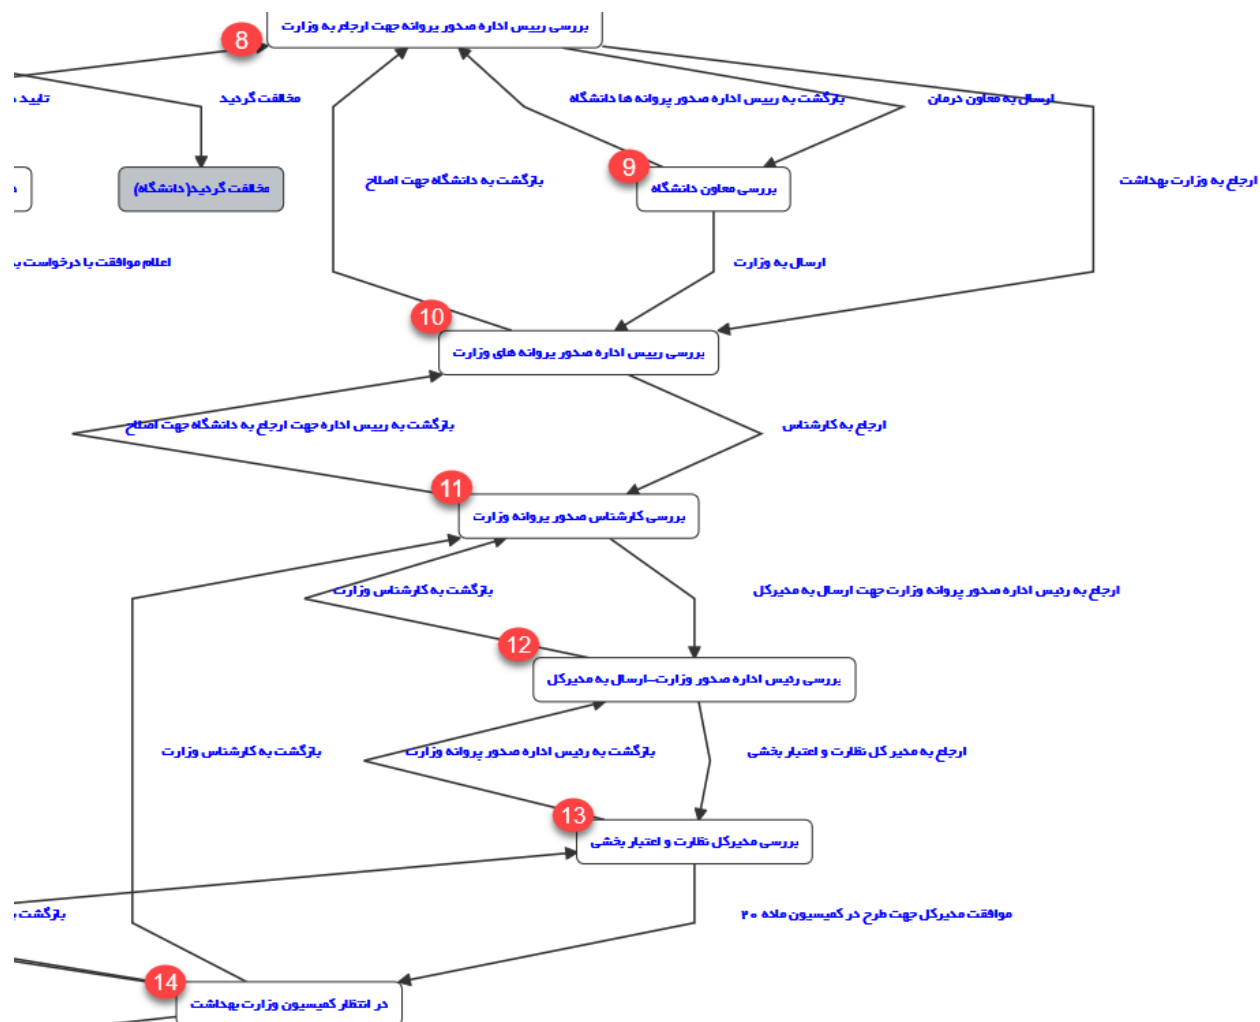 بررسی رییس اداره صدور پروانه جهت ارجاع به وزارت
8
تایید
مخالفت گردید
بازگشت به رییس اداره صدور پروانه ها دانشگاه
ارسال به معاون درمان
9
مخالفت گردید(دانشگاه)
بازگشت به دانشگاه جهت اصلاح
بررسی معاون دانشگاه
ارجاع به وزارت بهداشت
اعلام موافقت با درخواست
ارسال به وزارت
10
بررسی رییس اداره صدور پروانه های وزارت
بازگشت به رییس اداره جهت ارجاع به دانشگاه جهت اصلاح
ارجاع به کارشناس
11
بررسی کارشناس صدور پروانه وزارت
بازگشت به کارشناس وزارت
ارجاع به رئیس اداره صدور پروانه وزارت جهت ارسال به مدیرکل
12
بررسی رئیس اداره صدور وزارت-ارسال به مدیرکل
بازگشت به کارشناس وزارت
بازگشت به رئیس اداره صدور پروانه وزارت
ارجاع به مدیر کل نظارت و اعتبار بخشی
13
بررسی مدیرکل نظارت و اعتبار بخشی
بازگشت
موافقت مدیرکل جهت طرح در کمیسیون ماده ۲۰
14
در انتظار کمیسیون وزارت بهداشت